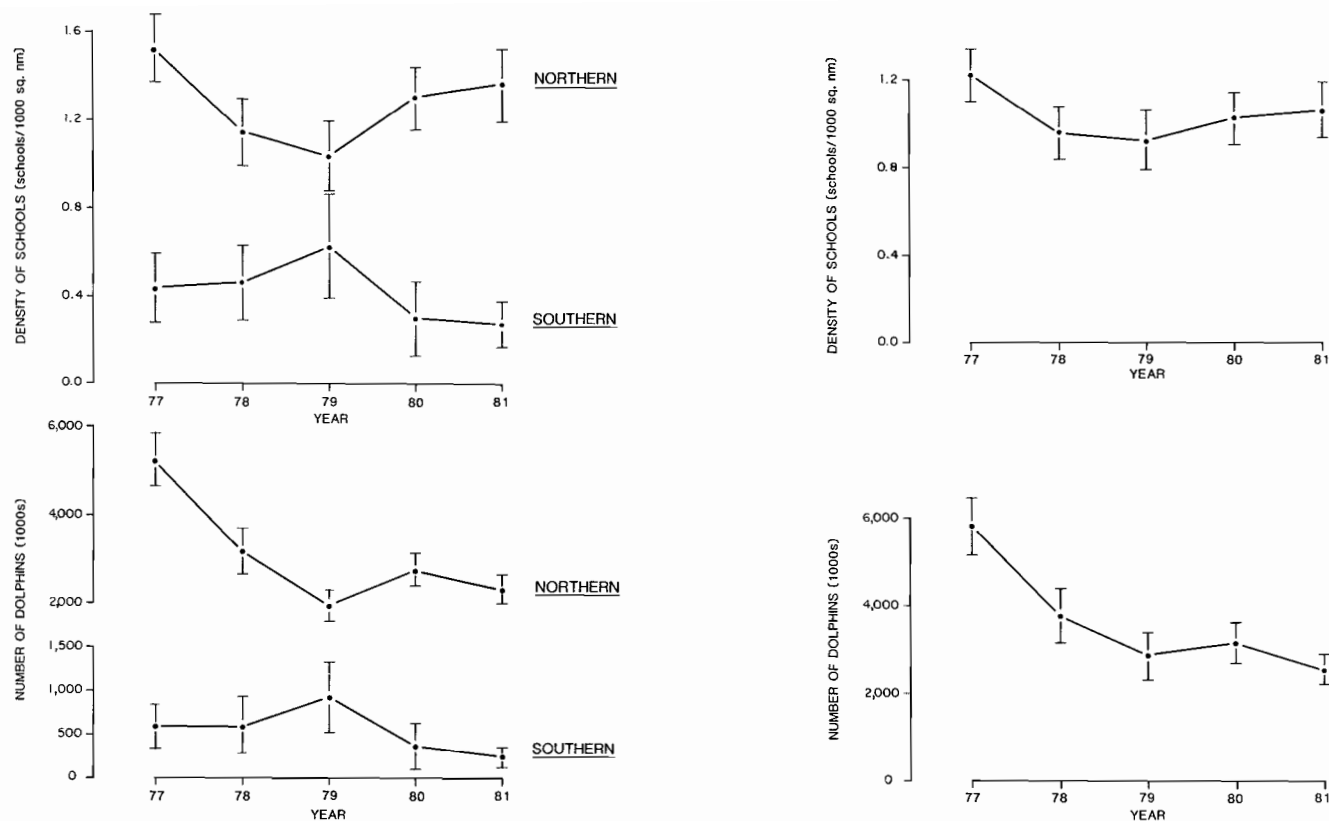 DENSITY OF SCHOOLS (schools/1000 sq. nm)
1.6
1.2
0.8
0.4
0.0
NORTHERN
SOUTHERN
77 78 79 80 81
YEAR
NUMBER OF DOLPHINS (1000s)
6,000
4,000
2,000
1,500
1,000
500
0
NORTHERN
SOUTHERN
77 78 79 80 81
YEAR
DENSITY OF SCHOOLS (schools/1000 sq. nm)
1.2
0.8
0.4
0.0
77 78 79 80 81
YEAR
NUMBER OF DOLPHINS (1000s)
6,000
4,000
2,000
0
77 78 79 80 81
YEAR